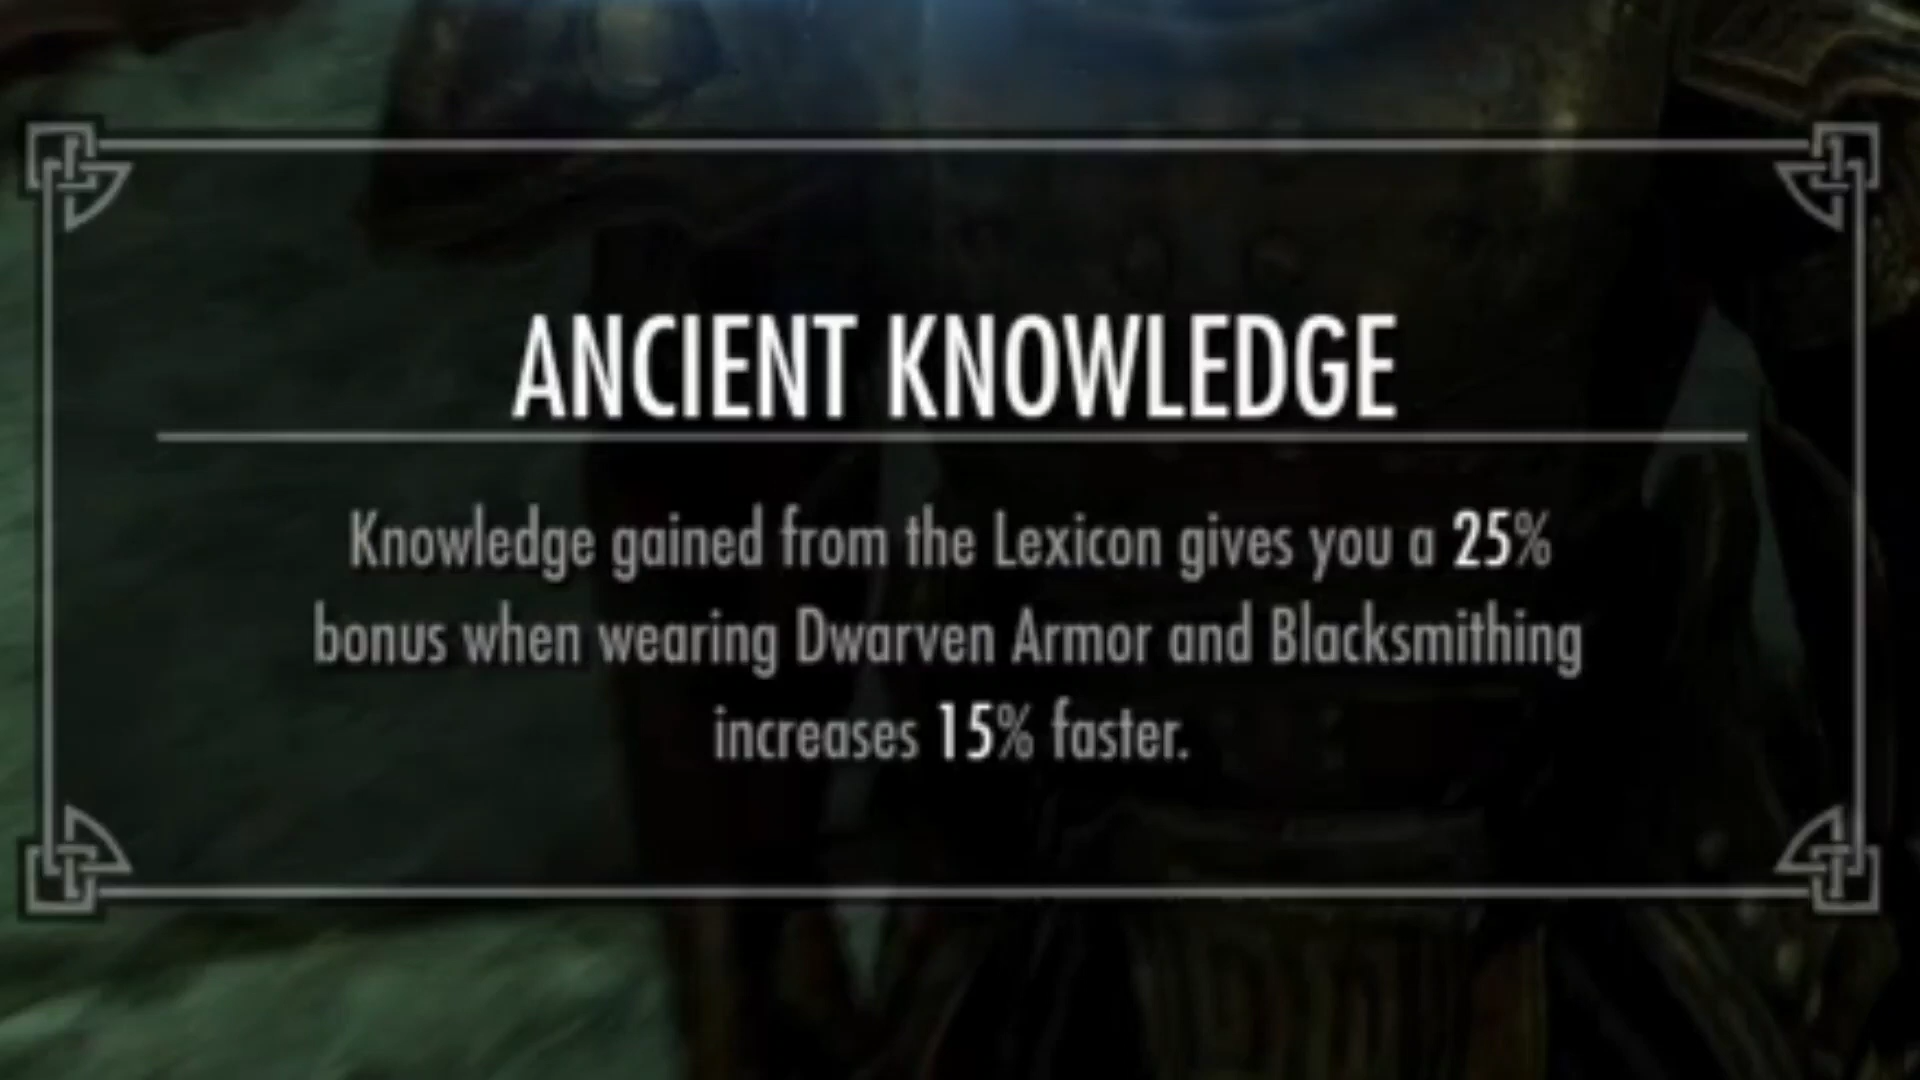 ANCIENT KNOWLEDGE
Knowledge gained from the Lexicon gives you a 25%
bonus when wearing Dwarven Armor and Blacksmithing
increases 15% faster.